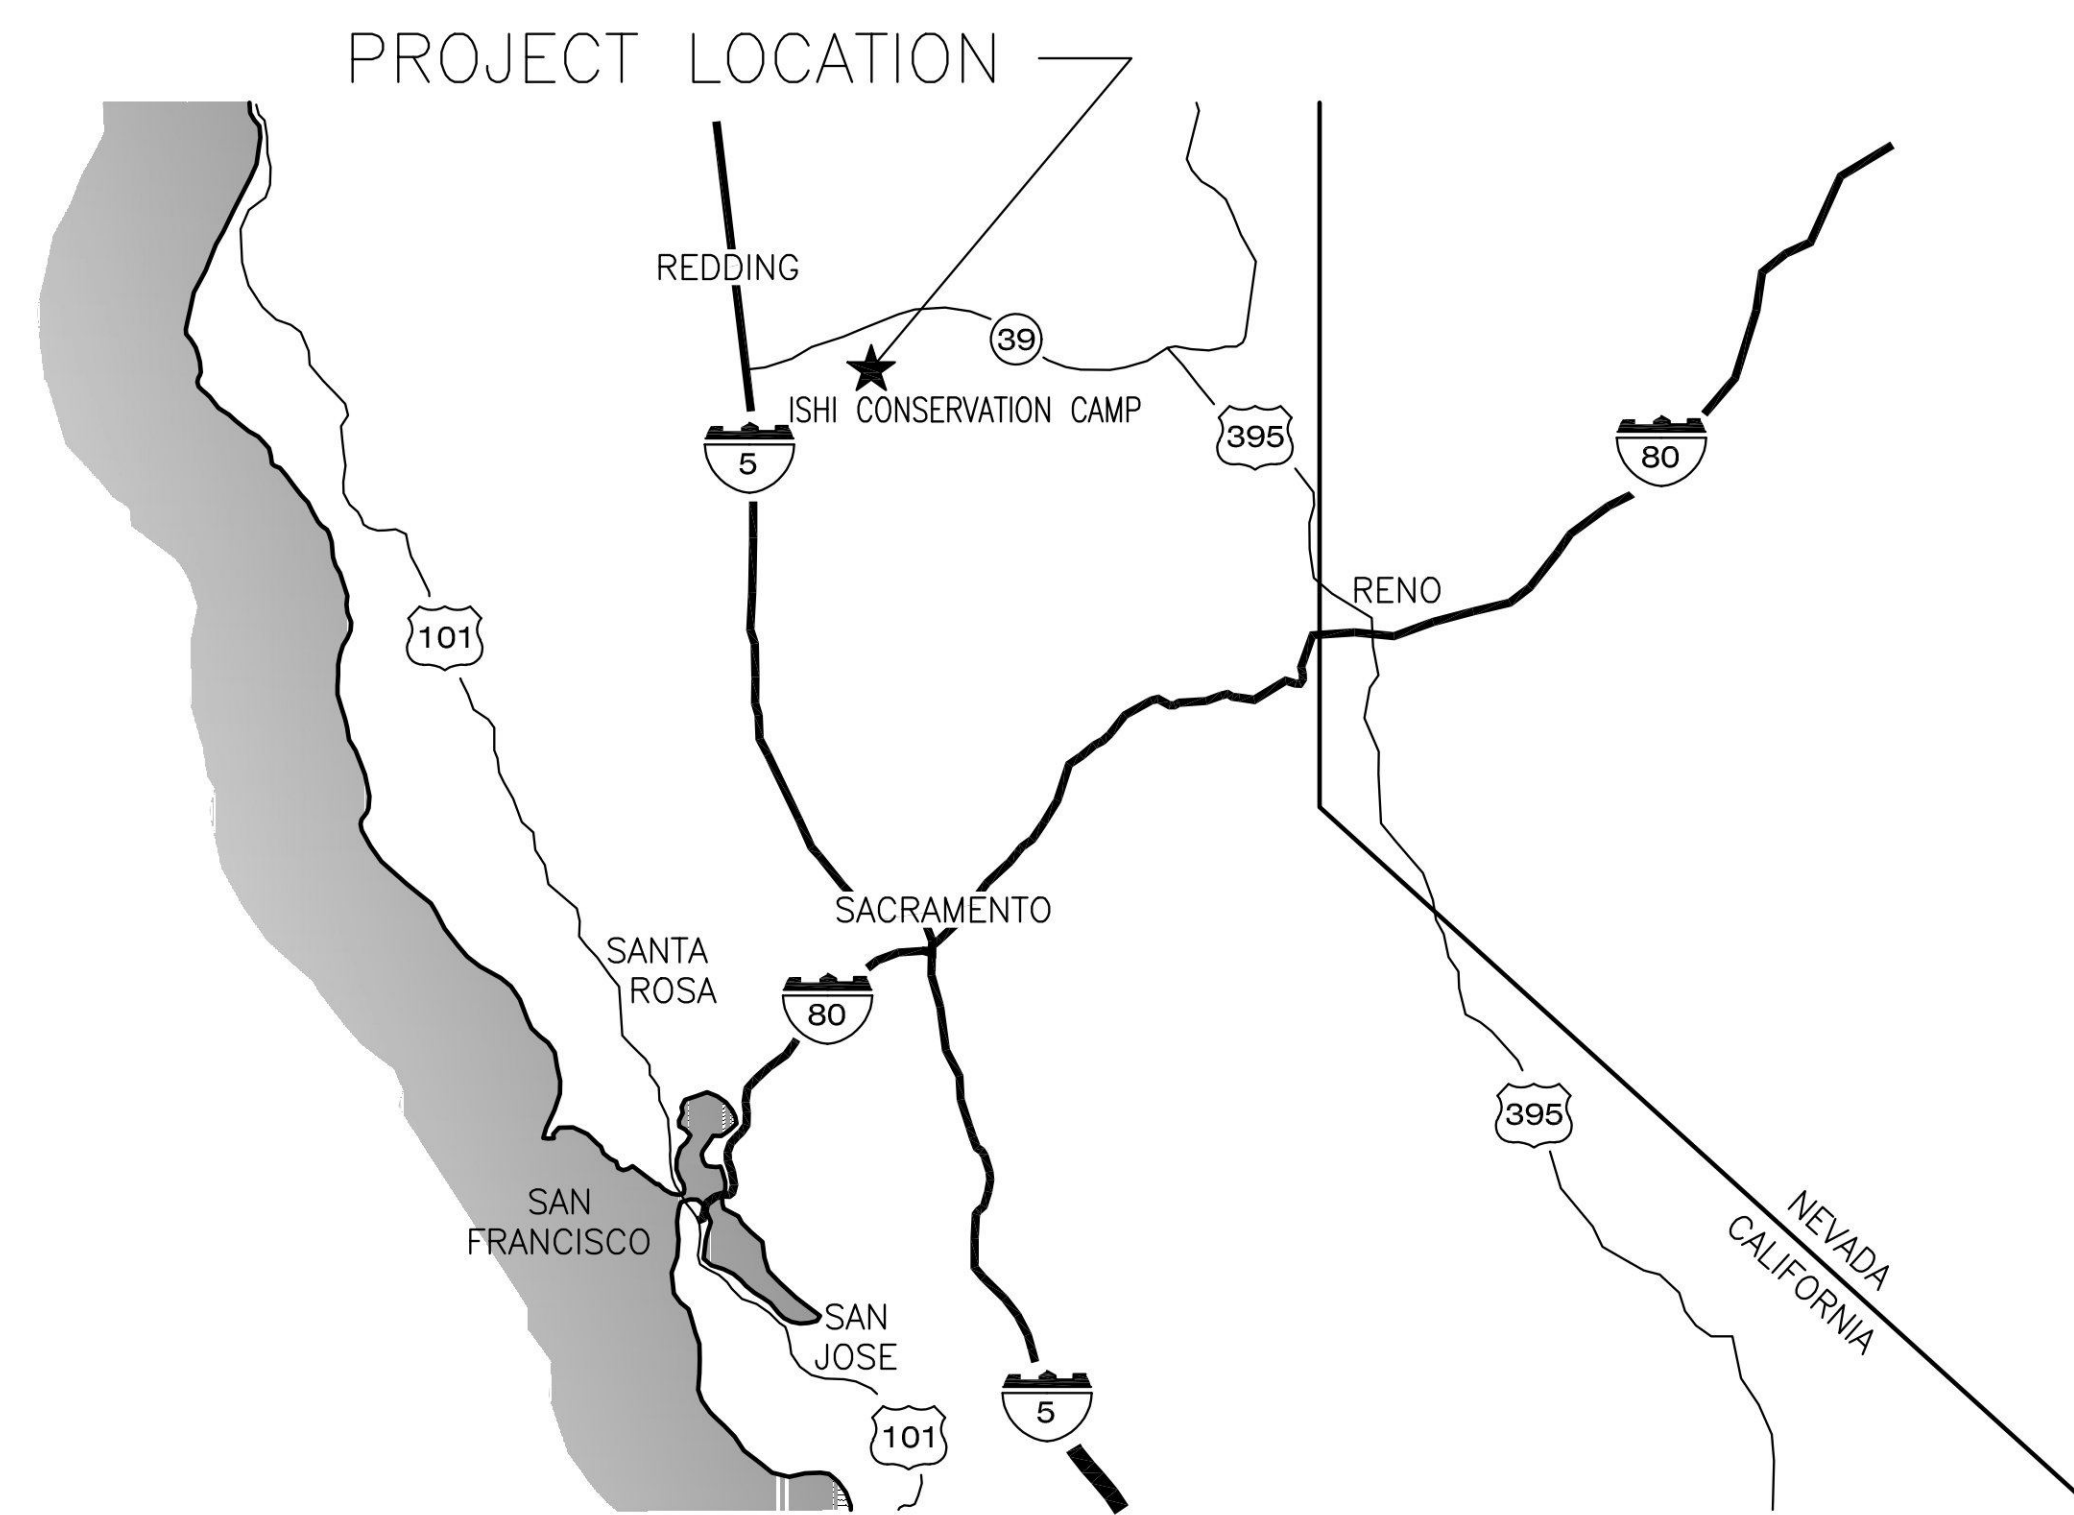 PROJECT LOCATION
REDDING
39
ISHI CONSERVATION CAMP
5
395
80
RENO
101
SACRAMENTO
SANTA
ROSA
80
395
SAN
FRANCISCO
NEVADA
CALIFORNIA
SAN
JOSE
5
101